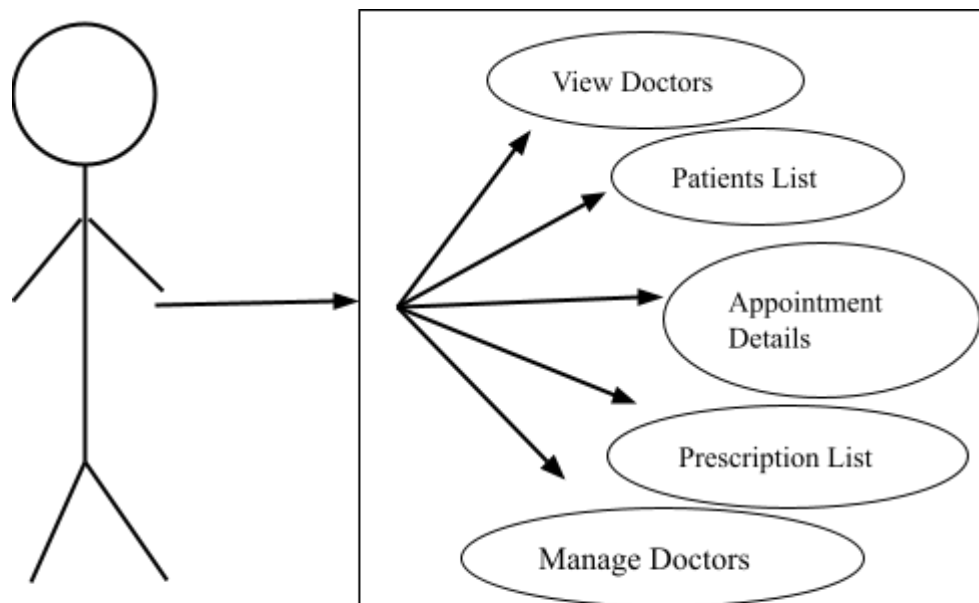 View Doctors
Patients List
Appointment
Details
Prescription List
Manage Doctors